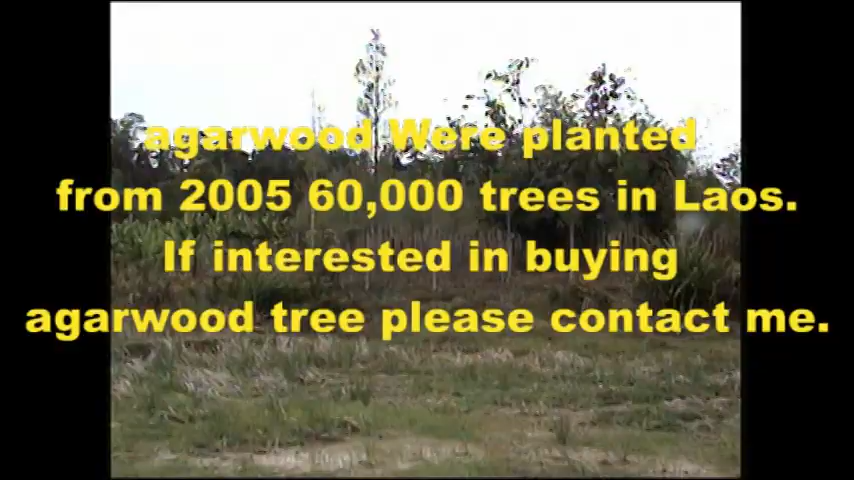 agarwood Were planted
from 2005 60,000 trees in Laos.
If interested in buying
agarwood tree please contact me.